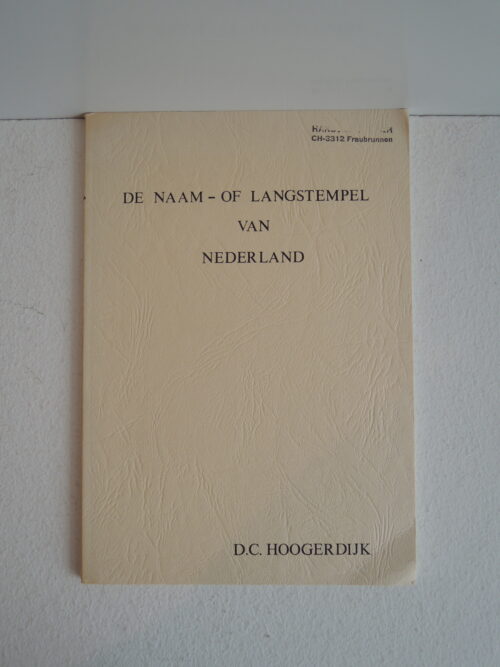 CH-3312 Fraubrunnen
DE NAAM - OF LANGSTEMPEL
VAN
NEDERLAND
D.C. HOOGERDIJK